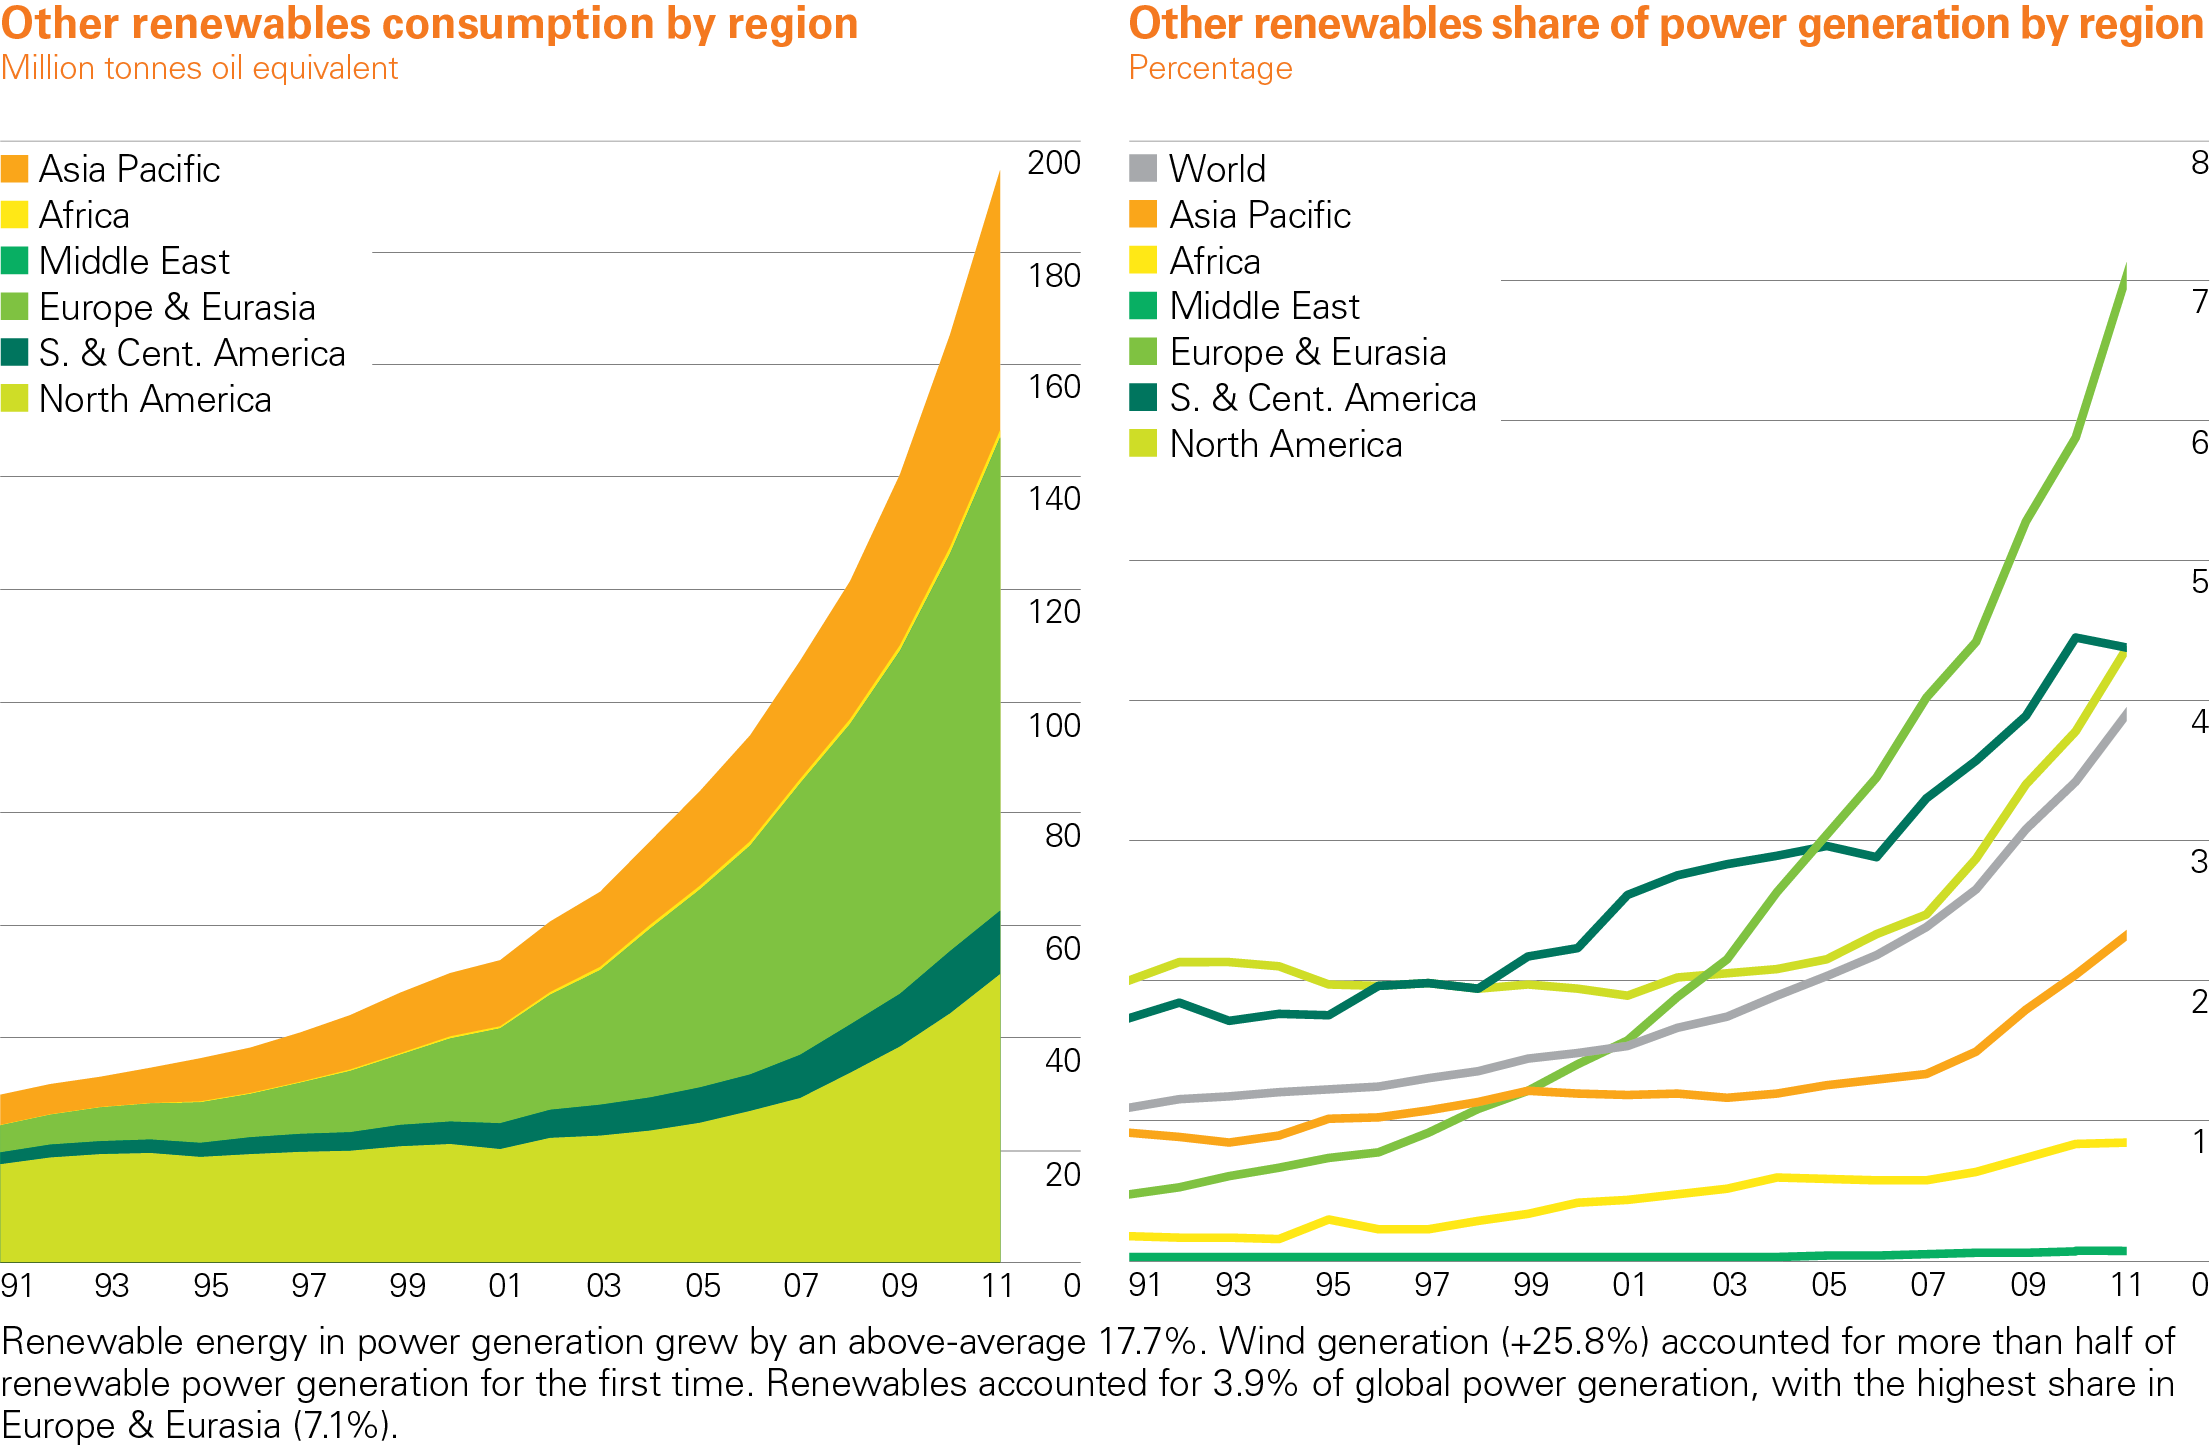 Other renewables consumption by region
Million tonnes oil equivalent
Asia Pacific
Africa
Middle East
Europe & Eurasia
S. & Cent. America
North America
200
180
160
140
120
100
80
60
40
20
0
91 93 95 97 99 01 03 05 07 09 11
Other renewables share of power generation by region
Percentage
World
Asia Pacific
Africa
Middle East
Europe & Eurasia
S. & Cent. America
North America
8
7
6
5
4
3
2
1
0
91 93 95 97 99 01 03 05 07 09 11
Renewable energy in power generation grew by an above-average 17.7%. Wind generation (+25.8%) accounted for more than half of
renewable power generation for the first time. Renewables accounted for 3.9% of global power generation, with the highest share in
Europe & Eurasia (7.1%).